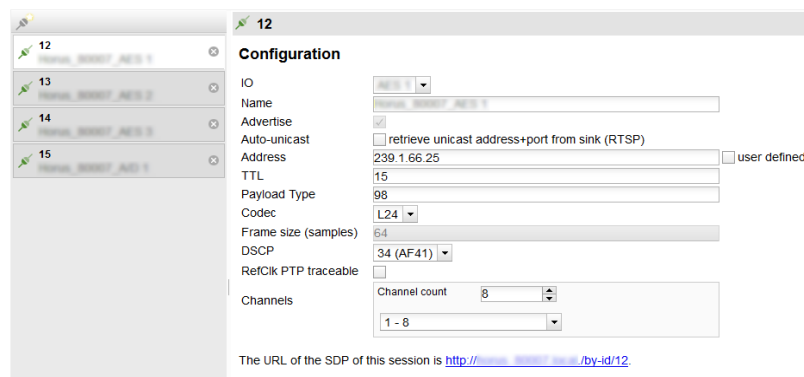 12
13
14
15
12
Configuration
IO
Name
Advertise
Auto-unicast retrieve unicast address+port from sink (RTSP)
Address 239.1.66.25 user defined
TTL 15
Payload Type 98
Codec L24
Frame size (samples) 64
DSCP 34 (AF41)
RefClk PTP traceable
Channels Channel count 8
1 - 8
The URL of the SDP of this session is http:// /by-id/12.